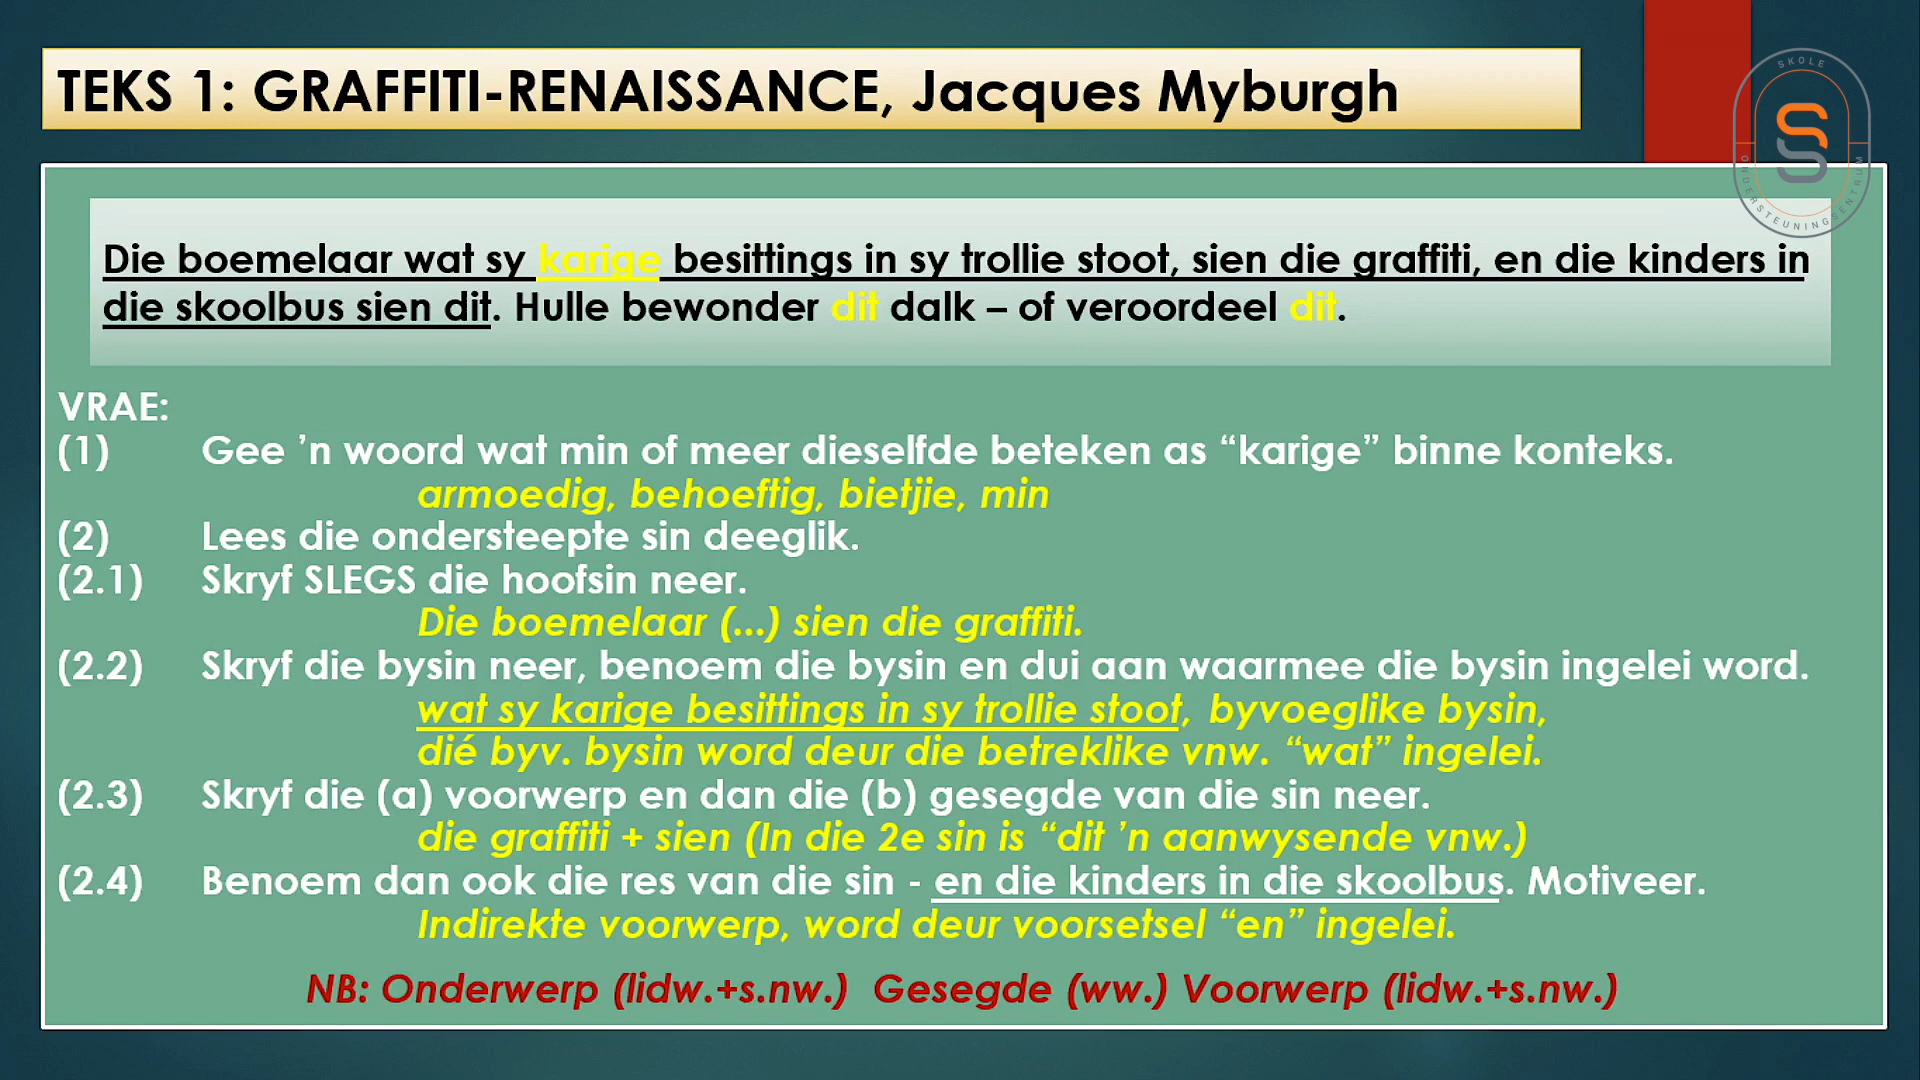 TEKS 1: GRAFFITI-RENAISSANCE, Jacques Myburgh
SKOLE
S
ONDERSTEUNINGSENTRUM
Die boemelaar wat sy karige besittings in sy trollie stoot, sien die graffiti, en die kinders in
die skoolbus sien dit. Hulle bewonder dit dalk – of veroordeel dit.
VRAE:
(1) Gee ’n woord wat min of meer dieselfde beteken as “karige” binne konteks.
armoedig, behoeftig, bietjie, min
(2) Lees die ondersteepte sin deeglik.
(2.1) Skryf SLEGS die hoofsin neer.
Die boemelaar (...) sien die graffiti.
(2.2) Skryf die bysin neer, benoem die bysin en dui aan waarmee die bysin ingelei word.
wat sy karige besittings in sy trollie stoot, byvoeglike bysin,
dié byv. bysin word deur die betreklike vnw. “wat” ingelei.
(2.3) Skryf die (a) voorwerp en dan die (b) gesegde van die sin neer.
die graffiti + sien (In die 2e sin is “dit ’n aanwysende vnw.)
(2.4) Benoem dan ook die res van die sin - en die kinders in die skoolbus. Motiveer.
Indirekte voorwerp, word deur voorsetsel “en” ingelei.
NB: Onderwerp (lidw.+s.nw.) Gesegde (ww.) Voorwerp (lidw.+s.nw.)